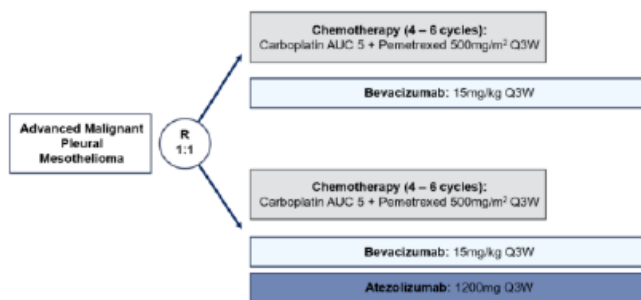 Chemotherapy (4 – 6 cycles):
Carboplatin AUC 5 + Pemetrexed 500mg/m² Q3W
Bevacizumab: 15mg/kg Q3W
Advanced Malignant
Pleural
Mesothelioma
R
1:1
Chemotherapy (4 – 6 cycles):
Carboplatin AUC 5 + Pemetrexed 500mg/m² Q3W
Bevacizumab: 15mg/kg Q3W
Atezolizumab: 1200mg Q3W